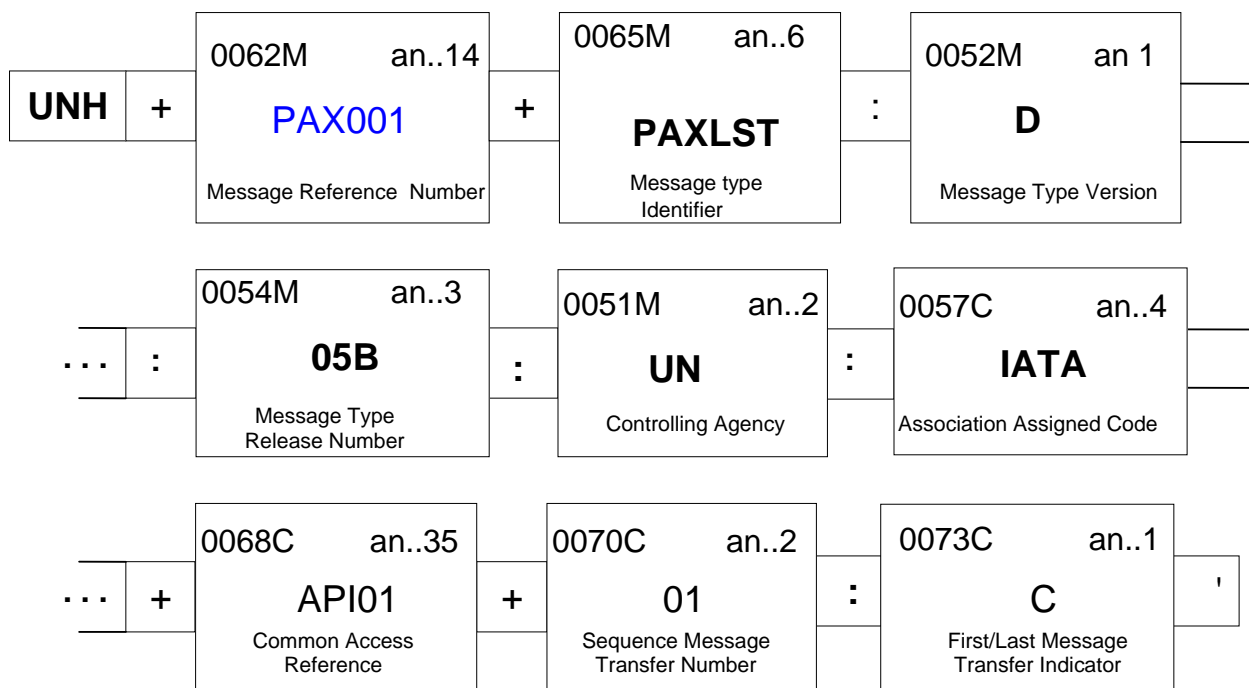 0062M an..14
0065M an..6
0052M an 1
UNH + PAX001 + PAXLST : D
Message Reference Number
Message type
Identifier
Message Type Version
0054M an..3
0051M an..2
0057C an..4
... : 05B : UN : IATA
Message Type
Release Number
Controlling Agency
Association Assigned Code
0068C an..35
0070C an..2
0073C an..1
... + API01 + 01 : C '
Common Access
Reference
Sequence Message
Transfer Number
First/Last Message
Transfer Indicator